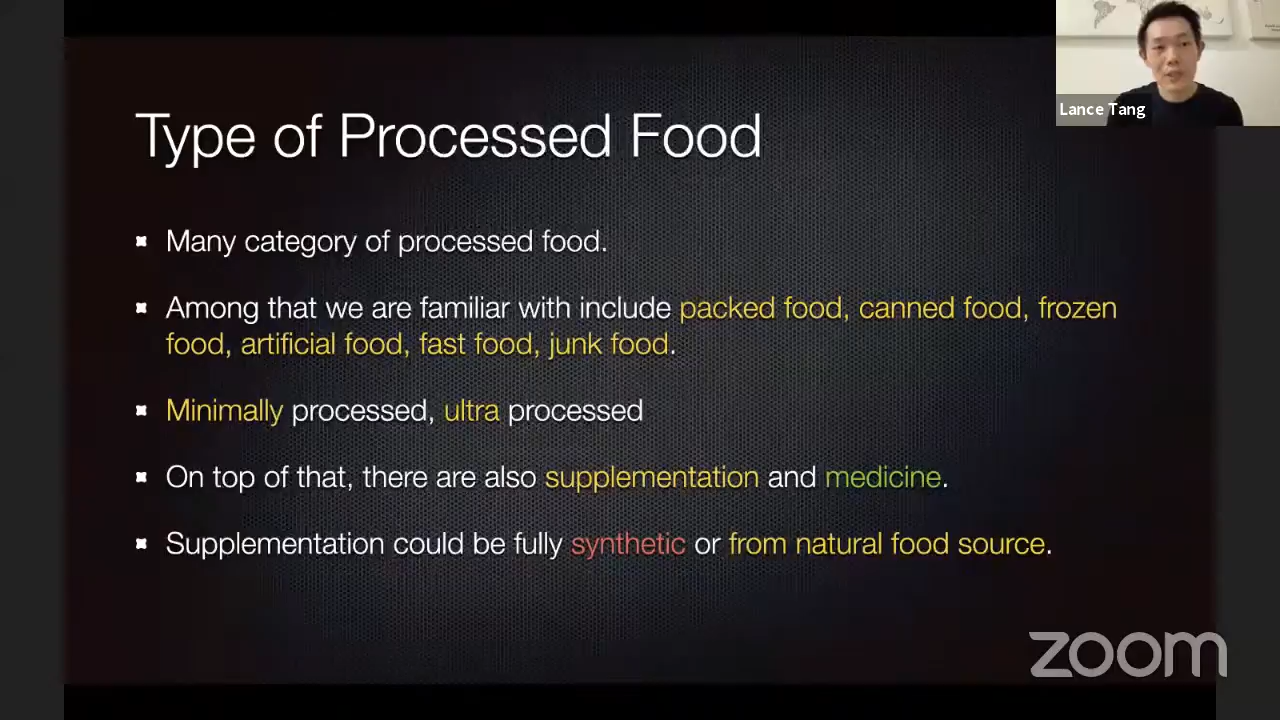 Lance Tang
Type of Processed Food
Many category of processed food.
Among that we are familiar with include packed food, canned food, frozen
food, artificial food, fast food, junk food.
Minimally processed, ultra processed
On top of that, there are also supplementation and medicine.
Supplementation could be fully synthetic or from natural food source.
zoom